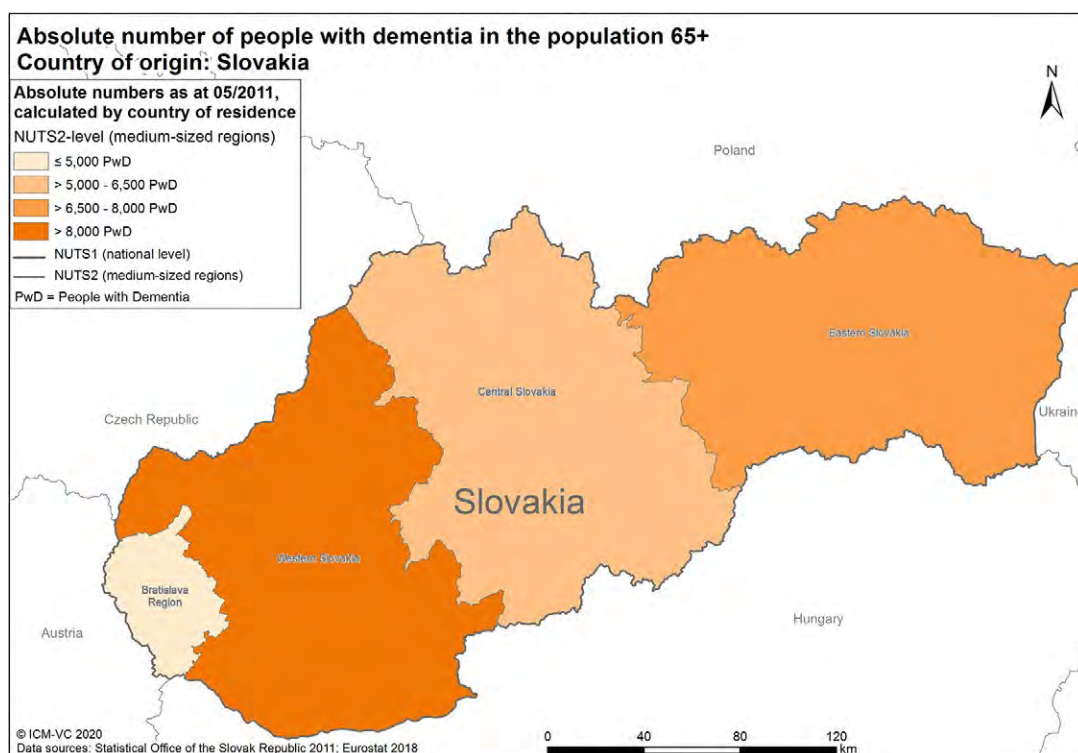 Absolute number of people with dementia in the population 65+
Country of origin: Slovakia
Absolute numbers as at 05/2011,
calculated by country of residence
NUTS2-level (medium-sized regions)
≤ 5,000 PwD
> 5,000 - 6,500 PwD
> 6,500 - 8,000 PwD
> 8,000 PwD
NUTS1 (national level)
NUTS2 (medium-sized regions)
PwD = People with Dementia
N
Poland
Eastern Slovakia
Central Slovakia
Czech Republic
Ukrain
Slovakia
Western Slovakia
Bratislava
Region
Austria
Hungary
© ICM-VC 2020
Data sources: Statistical Office of the Slovak Republic 2011; Eurostat 2018
0 40 80 120
km